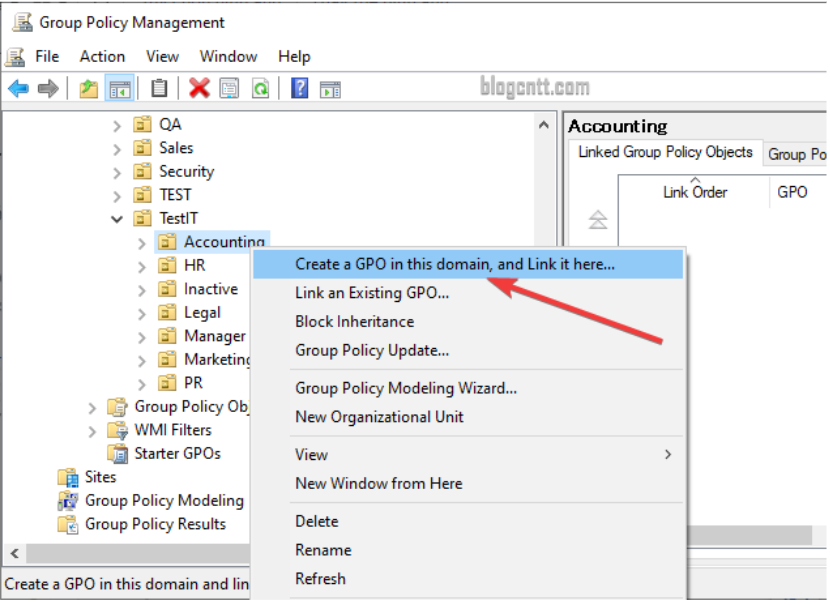 Group Policy Management
File Action View Window Help
blogcntt.com
QA
Sales
Security
TEST
TestIT
Accounting
HR
Inactive
Legal
Manager
Marketing
PR
Group Policy Obj
WMI Filters
Starter GPOs
Sites
Group Policy Modeling
Group Policy Results
Create a GPO in this domain and lin
Create a GPO in this domain, and Link it here...
Link an Existing GPO...
Block Inheritance
Group Policy Update...
Group Policy Modeling Wizard...
New Organizational Unit
View
New Window from Here
Delete
Rename
Refresh
Accounting
Linked Group Policy Objects Group Po
Link Order GPO